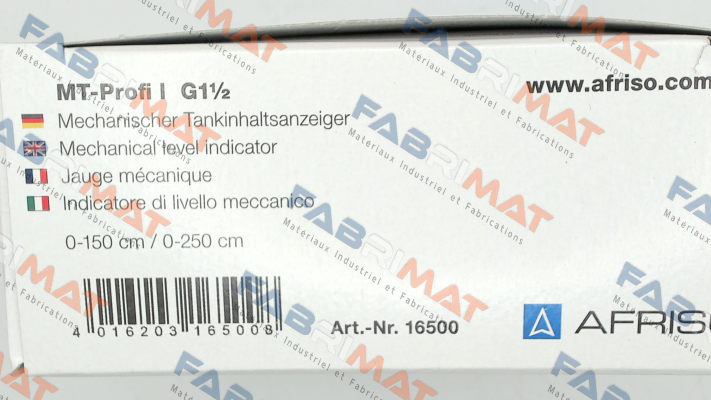 MT-Profi I G1½
www.afriso.com
Mechanischer Tankinhaltsanzeiger
Mechanical level indicator
Jauge mécanique
Indicatore di livello meccanico
0-150 cm / 0-250 cm
4 016203 165008
Art.-Nr. 16500
AFRISO
FABRIMAT
Materiaux Industriel et Fabrications